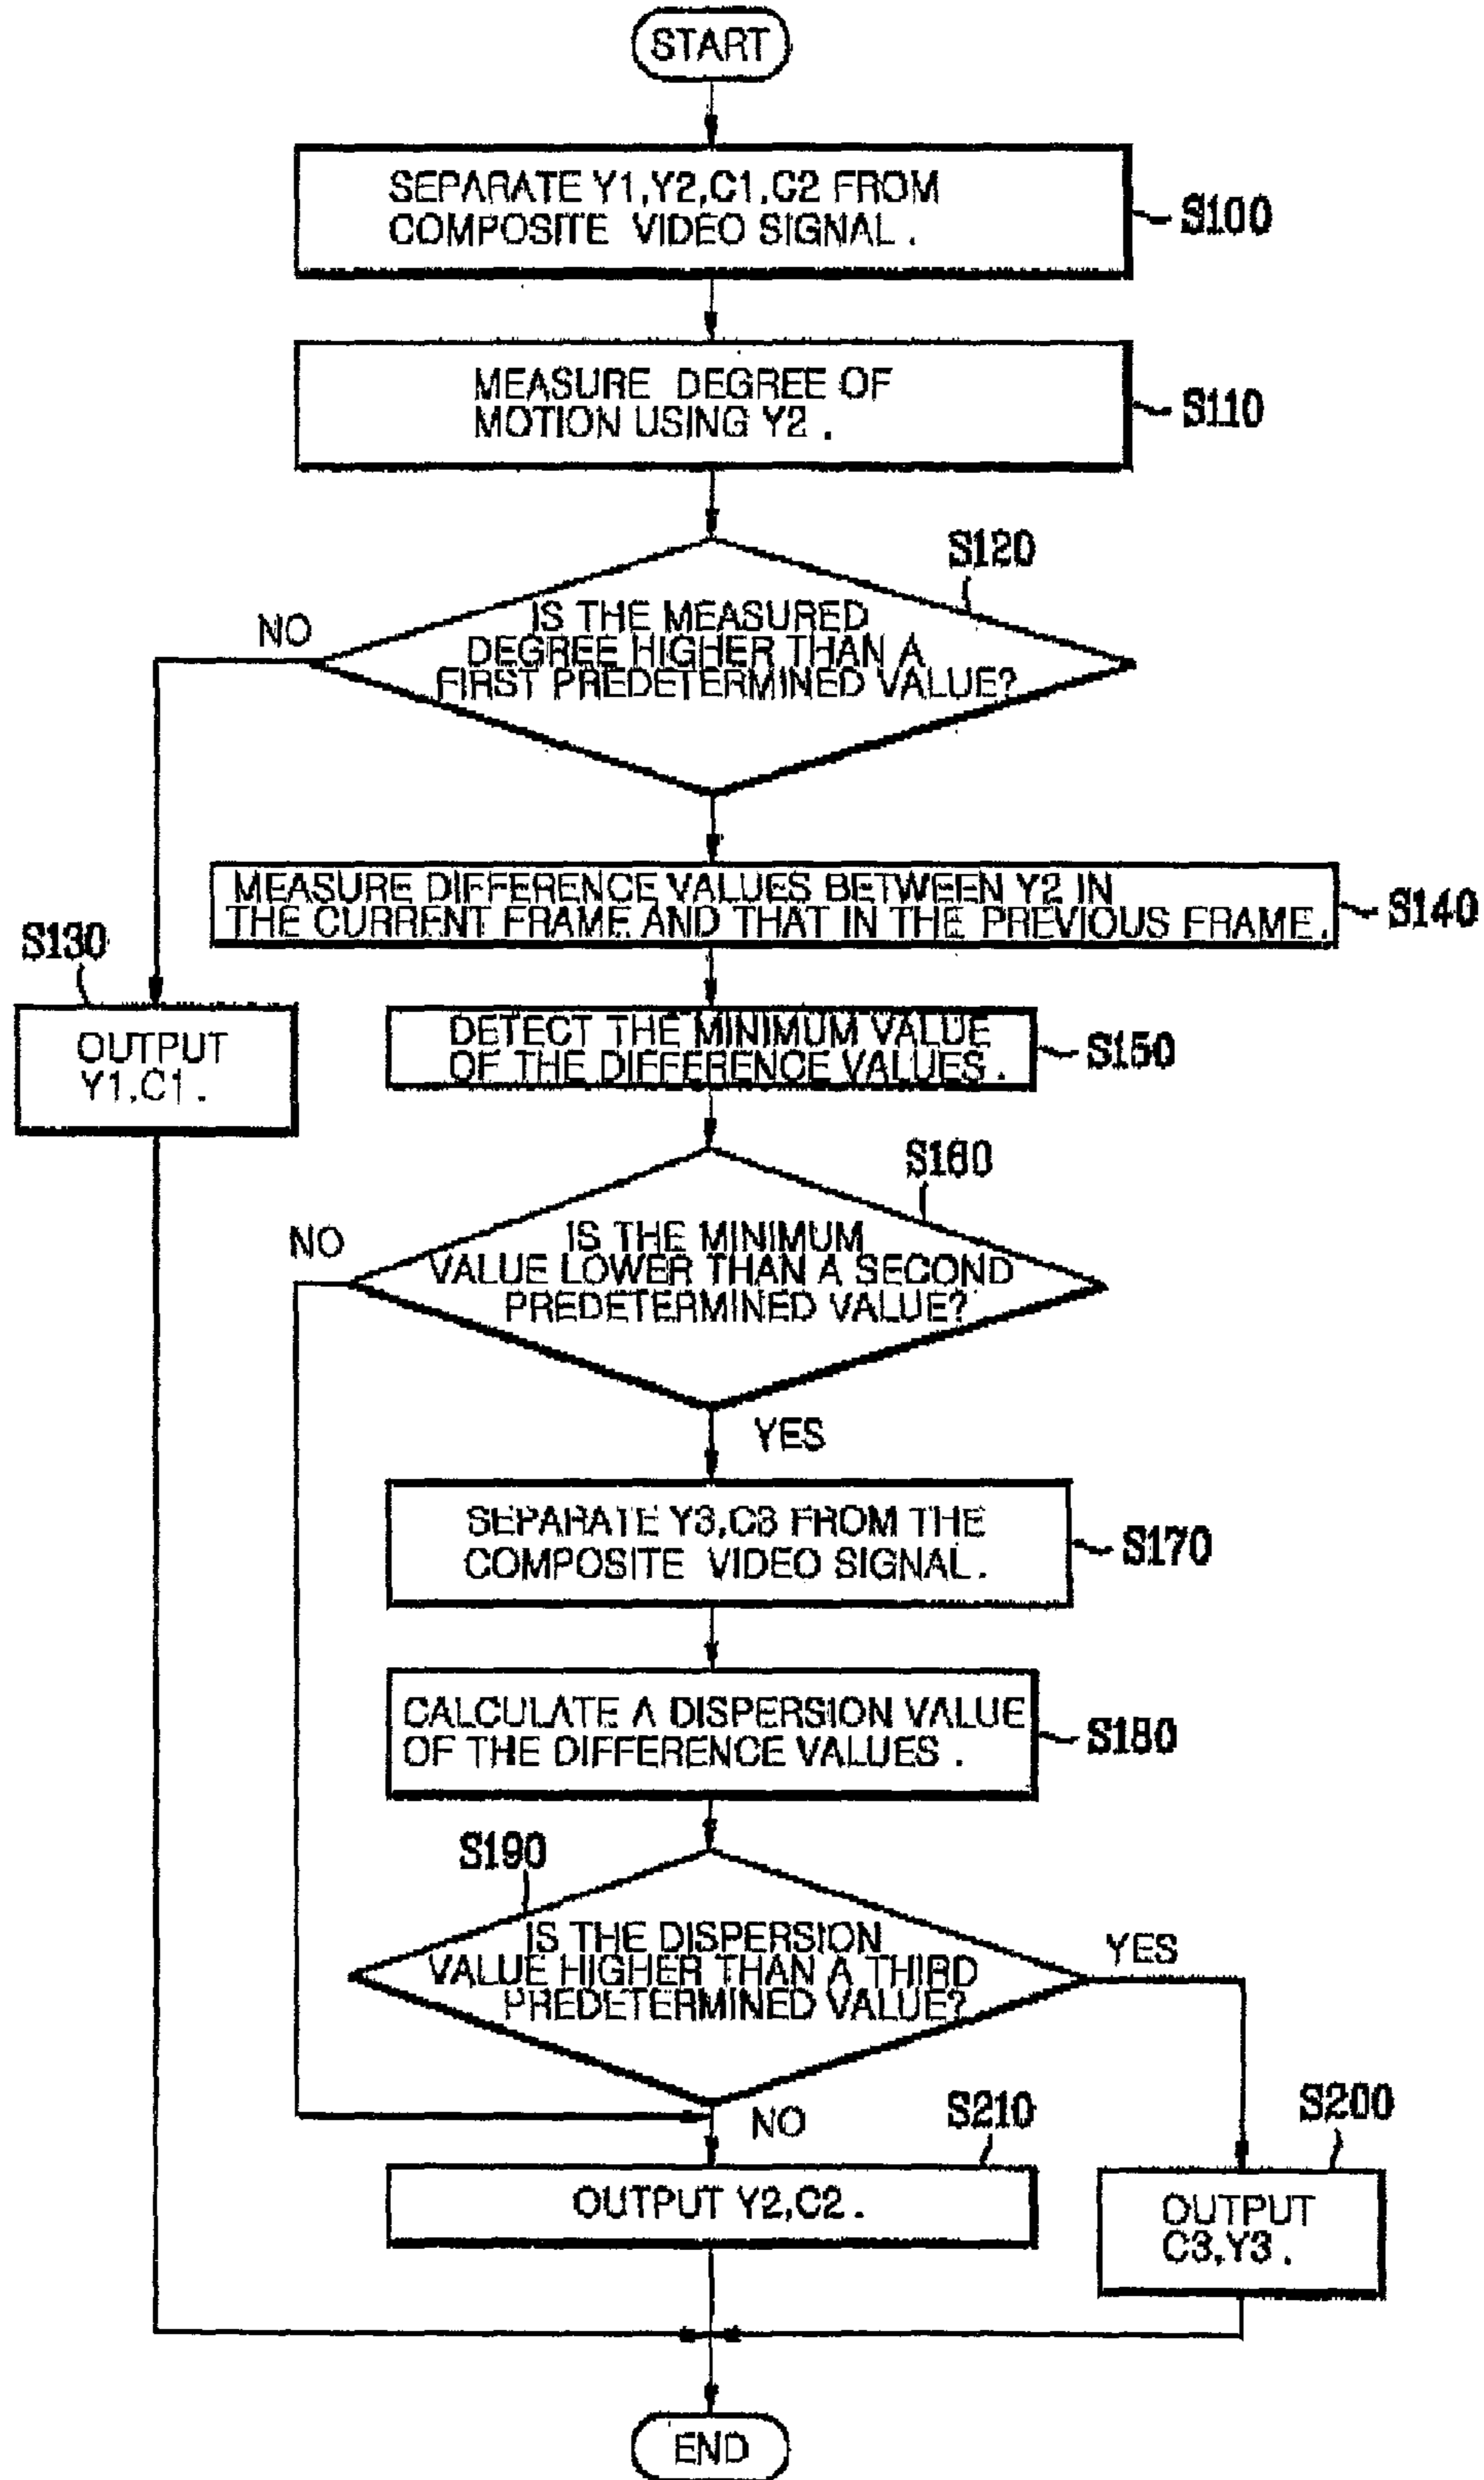 START
SEPARATE Y1,Y2,C1,C2 FROM
COMPOSITE VIDEO SIGNAL.
S100
MEASURE DEGREE OF
MOTION USING Y2.
S110
S120
NO
IS THE MEASURED
DEGREE HIGHER THAN A
FIRST PREDETERMINED VALUE?
MEASURE DIFFERENCE VALUES BETWEEN Y2 IN
THE CURRENT FRAME AND THAT IN THE PREVIOUS FRAME.
S140
S130
OUTPUT
Y1,C1.
DETECT THE MINIMUM VALUE
OF THE DIFFERENCE VALUES.
S150
S160
NO
IS THE MINIMUM
VALUE LOWER THAN A SECOND
PREDETERMINED VALUE?
YES
SEPARATE Y3,C3 FROM THE
COMPOSITE VIDEO SIGNAL.
S170
CALCULATE A DISPERSION VALUE
OF THE DIFFERENCE VALUES.
S180
S190
IS THE DISPERSION
VALUE HIGHER THAN A THIRD
PREDETERMINED VALUE?
YES
NO
S210
OUTPUT Y2,C2.
S200
OUTPUT
C3,Y3.
END